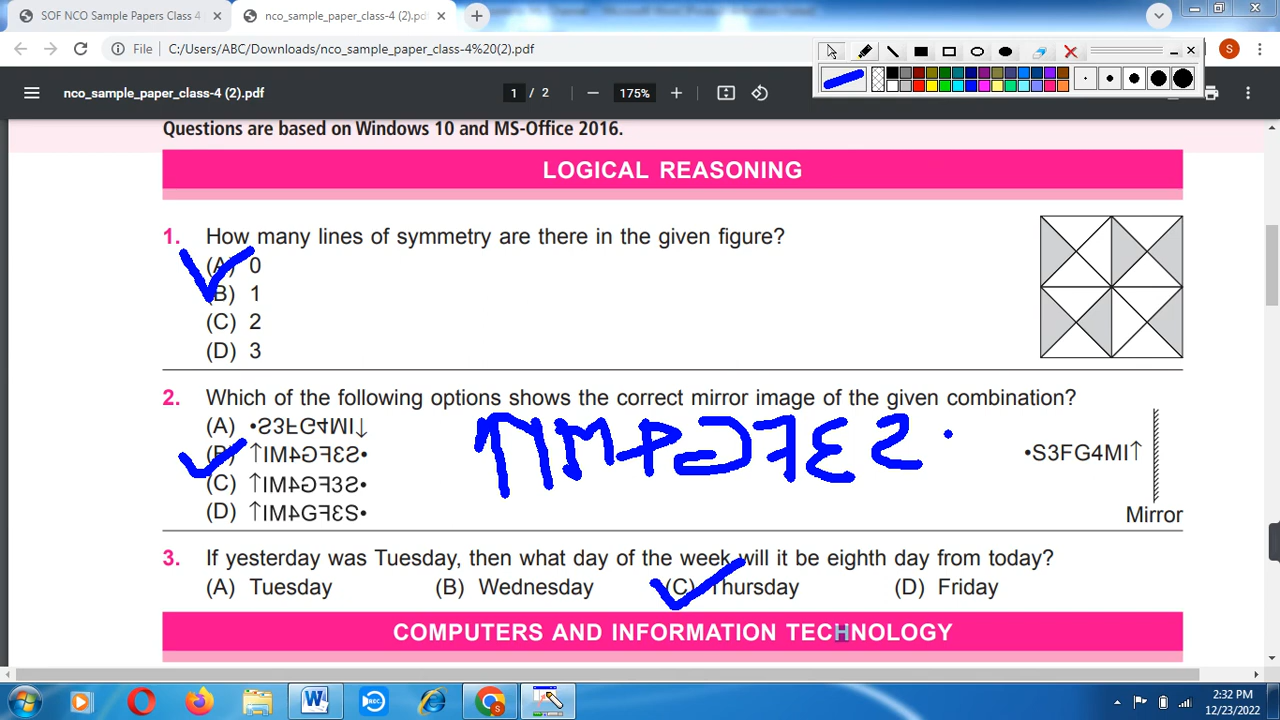 SOF NCO Sample Papers Class 4
nco_sample_paper_class-4 (2).pdf
File C:/Users/ABC/Downloads/nco_sample_paper_class-4%20(2).pdf
S
nco_sample_paper_class-4 (2).pdf
1 / 2
175%
Questions are based on Windows 10 and MS-Office 2016.
LOGICAL REASONING
1. How many lines of symmetry are there in the given figure?
(A) 0
(B) 1
(C) 2
(D) 3
2. Which of the following options shows the correct mirror image of the given combination?
(A)
(B)
(C)
(D)
•S3FG4MI↑
Mirror
3. If yesterday was Tuesday, then what day of the week will it be eighth day from today?
(A) Tuesday (B) Wednesday (C) Thursday (D) Friday
COMPUTERS AND INFORMATION TECHNOLOGY
REC
S
2:32 PM
12/23/2022